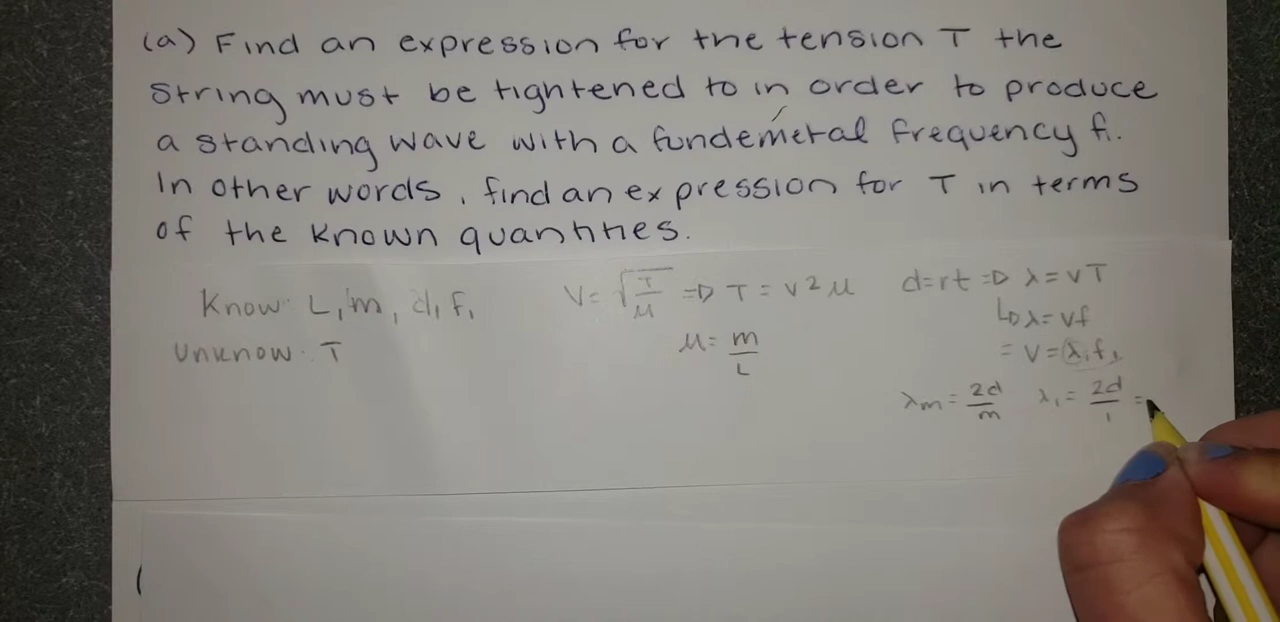 (a) Find an expression for the tension T the
string must be tightened to in order to produce
a standing wave with a fundemetal frequency f₁.
In other words, find an expression for T in terms
of the known quantities.
Know: L, m, d, f₁
Unknow: T
V = √(T/μ) => T = v²μ
μ = m/L
d=rt => λ = vT
↳ λ = vf
= v = λ₁f₁
λm = 2d/m λ₁ = 2d/1 =